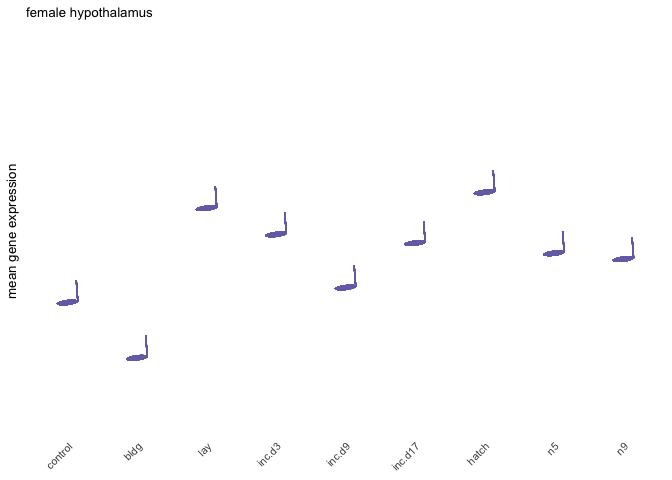 female hypothalamus
mean gene expression
control
bldg
lay
inc.d3
inc.d9
inc.d17
hatch
n5
n9